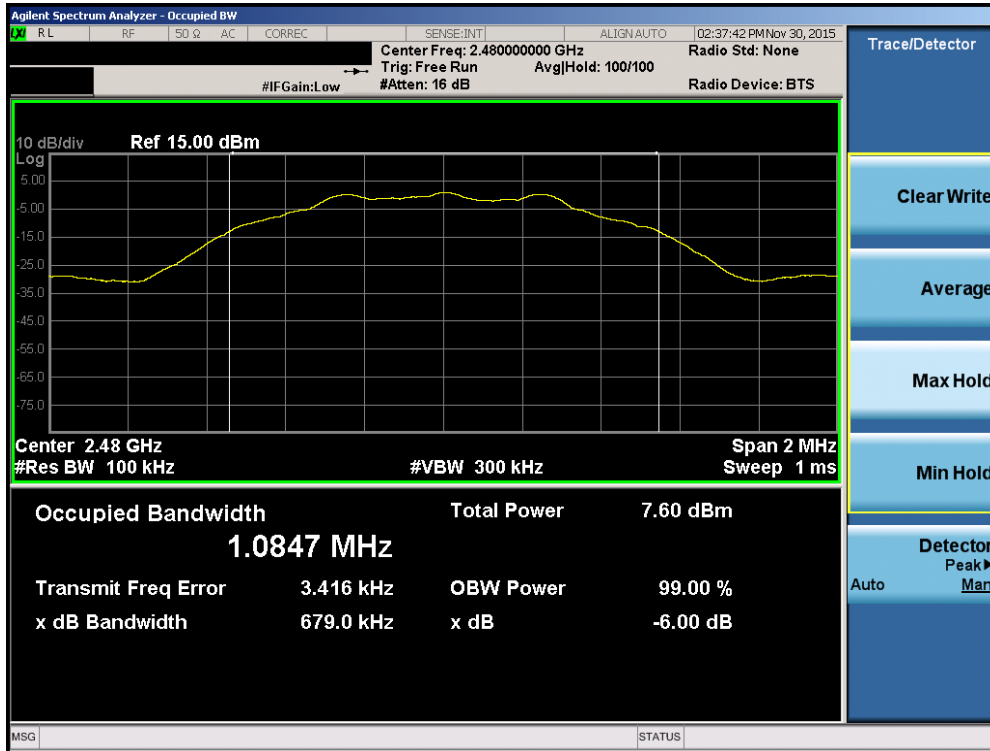 Agilent Spectrum Analyzer - Occupied BW
LXI RL RF 50 Ω AC CORREC SENSE:INT ALIGN AUTO 02:37:42 PM Nov 30, 2015
Center Freq: 2.480000000 GHz Radio Std: None
Trig: Free Run Avg|Hold: 100/100
#IFGain:Low #Atten: 16 dB Radio Device: BTS
Trace/Detector
10 dB/div Ref 15.00 dBm
Log
5.00
-5.00
-15.0
-25.0
-35.0
-45.0
-55.0
-65.0
-75.0
Center 2.48 GHz Span 2 MHz
#Res BW 100 kHz #VBW 300 kHz Sweep 1 ms
Occupied Bandwidth Total Power 7.60 dBm
1.0847 MHz
Transmit Freq Error 3.416 kHz OBW Power 99.00 %
x dB Bandwidth 679.0 kHz x dB -6.00 dB
Clear Write
Average
Max Hold
Min Hold
Detector
Peak▶
Auto Man
MSG STATUS